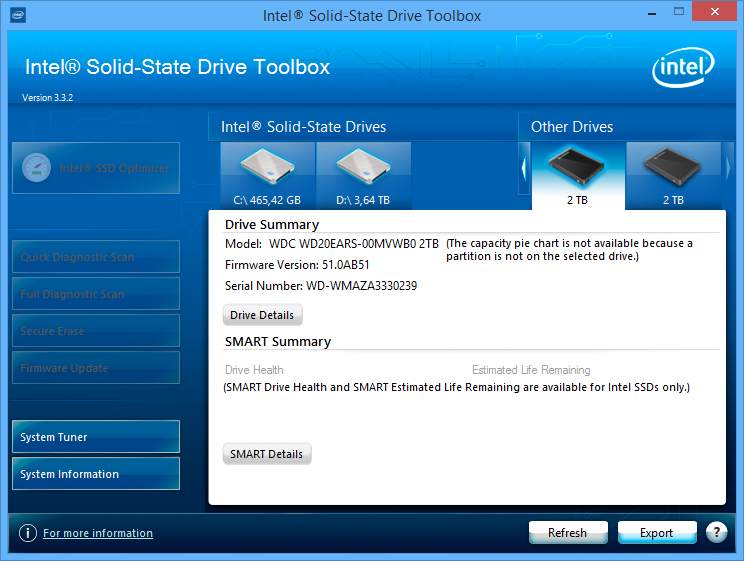 Intel® Solid-State Drive Toolbox
Intel® Solid-State Drive Toolbox
intel
Version 3.3.2
Intel® Solid-State Drives
Other Drives
Intel® SSD Optimizer
C:\ 465,42 GB
D:\ 3,64 TB
2 TB
2 TB
Drive Summary
Model: WDC WD20EARS-00MVWB0 2TB
(The capacity pie chart is not available because a
partition is not on the selected drive.)
Firmware Version: 51.0AB51
Serial Number: WD-WMAZA3330239
Drive Details
Quick Diagnostic Scan
Full Diagnostic Scan
Secure Erase
Firmware Update
SMART Summary
Drive Health
Estimated Life Remaining
(SMART Drive Health and SMART Estimated Life Remaining are available for Intel SSDs only.)
System Tuner
System Information
SMART Details
For more information
Refresh
Export
?